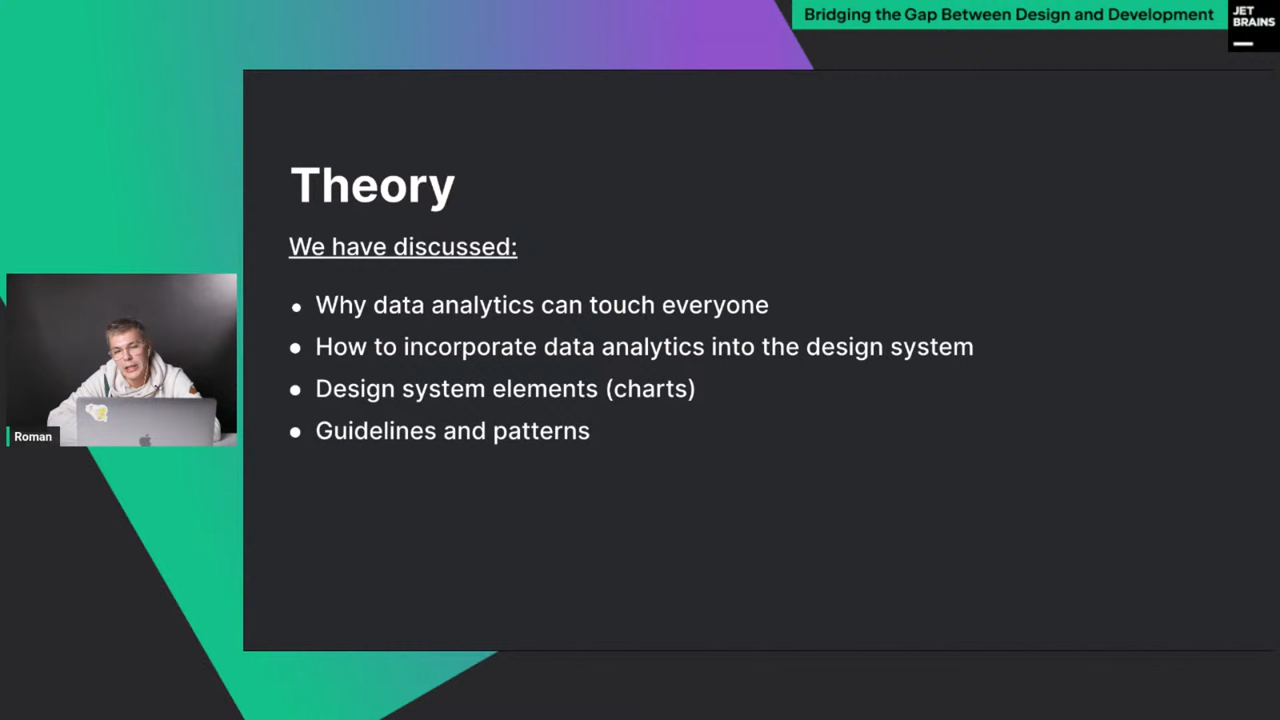 Bridging the Gap Between Design and Development
JET
BRAINS
Theory
We have discussed:
• Why data analytics can touch everyone
• How to incorporate data analytics into the design system
• Design system elements (charts)
• Guidelines and patterns
Roman